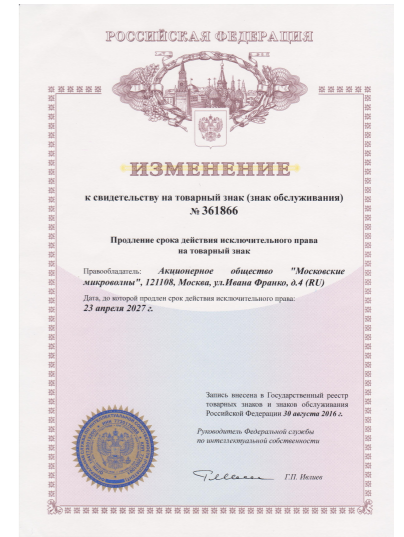 РОССИЙСКАЯ ФЕДЕРАЦИЯ
ИЗМЕНЕНИЕ
к свидетельству на товарный знак (знак обслуживания)
№ 361866
Продление срока действия исключительного права
на товарный знак
Правообладатель: Акционерное общество "Московские
микроволны", 121108, Москва, ул.Ивана Франко, д.4 (RU)
Дата, до которой продлен срок действия исключительного права:
23 апреля 2027 г.
Запись внесена в Государственный реестр
товарных знаков и знаков обслуживания
Российской Федерации 30 августа 2016 г.
Руководитель Федеральной службы
по интеллектуальной собственности
Г.П. Ивлиев